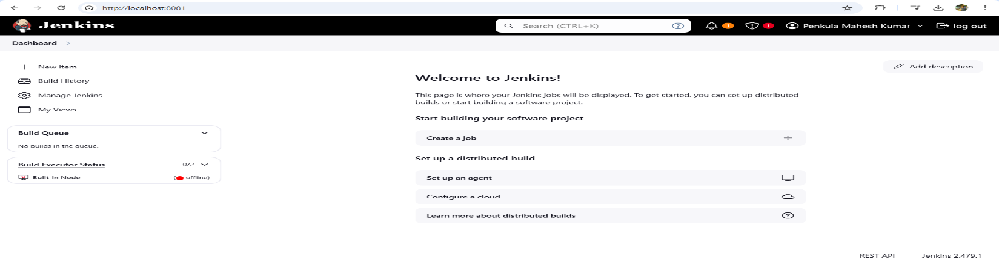 http://localhost:8081
Jenkins
Search (CTRL+K)
?
1
1
Penkula Mahesh Kumar
log out
Dashboard >
New Item
Build History
Manage Jenkins
My Views
Build Queue
No builds in the queue.
Build Executor Status 0/2
Built-In Node (offline)
Add description
Welcome to Jenkins!
This page is where your Jenkins jobs will be displayed. To get started, you can set up distributed
builds or start building a software project.
Start building your software project
Create a job
Set up a distributed build
Set up an agent
Configure a cloud
Learn more about distributed builds
REST API Jenkins 2.479.1